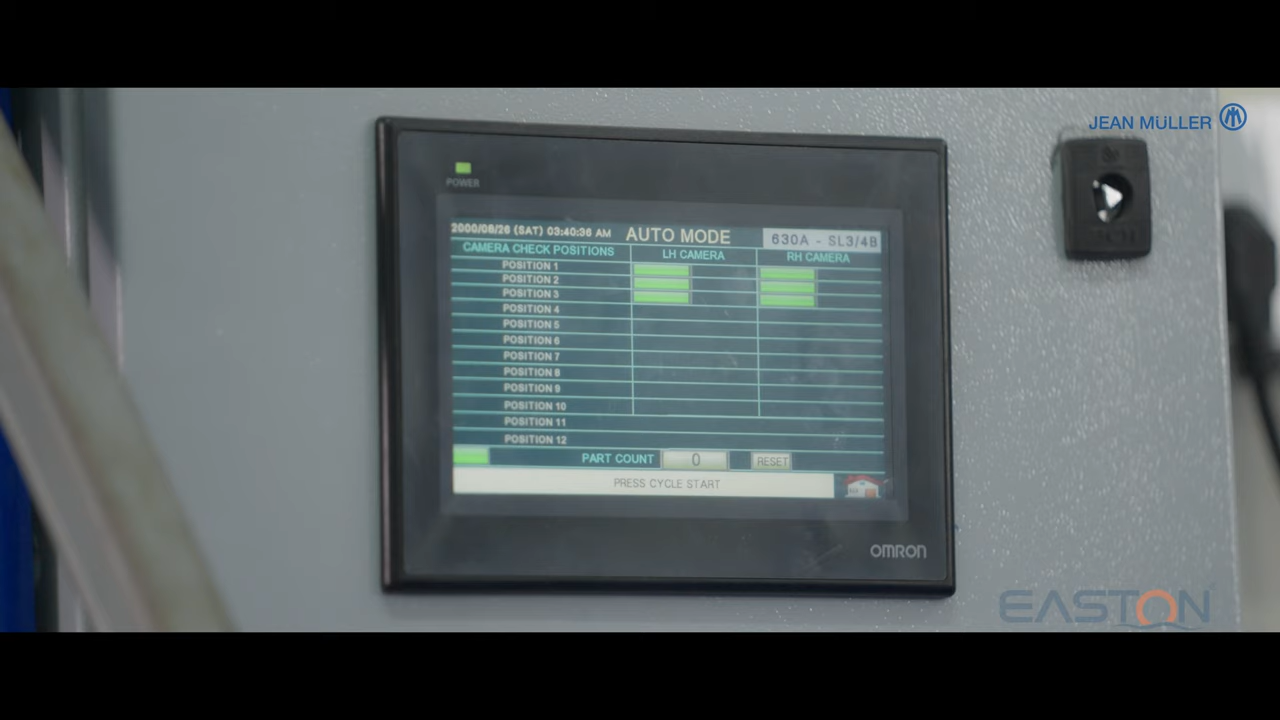 JEAN MÜLLER
POWER
2000/08/26 (SAT) 03:40:36 AM AUTO MODE 630A - SL3/4B
CAMERA CHECK POSITIONS LH CAMERA RH CAMERA
POSITION 1
POSITION 2
POSITION 3
POSITION 4
POSITION 5
POSITION 6
POSITION 7
POSITION 8
POSITION 9
POSITION 10
POSITION 11
POSITION 12
PART COUNT 0 RESET
PRESS CYCLE START
OMRON
EASTON